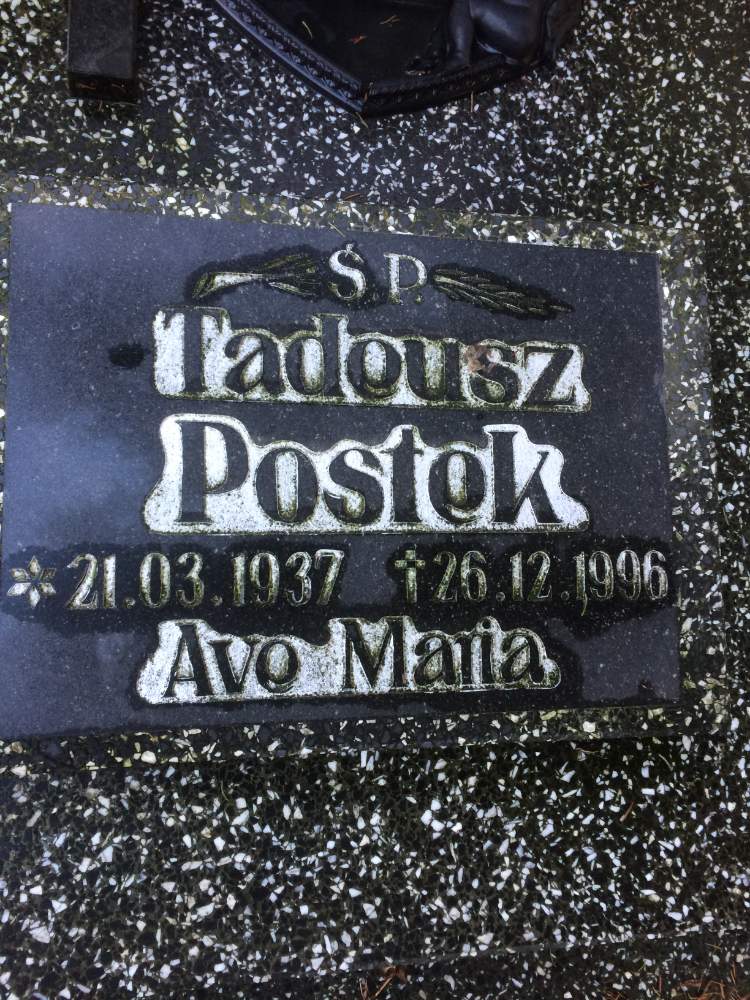 Ś.P.
Tadeusz
Postek
* 21.03.1937 † 26.12.1996
Ave Maria